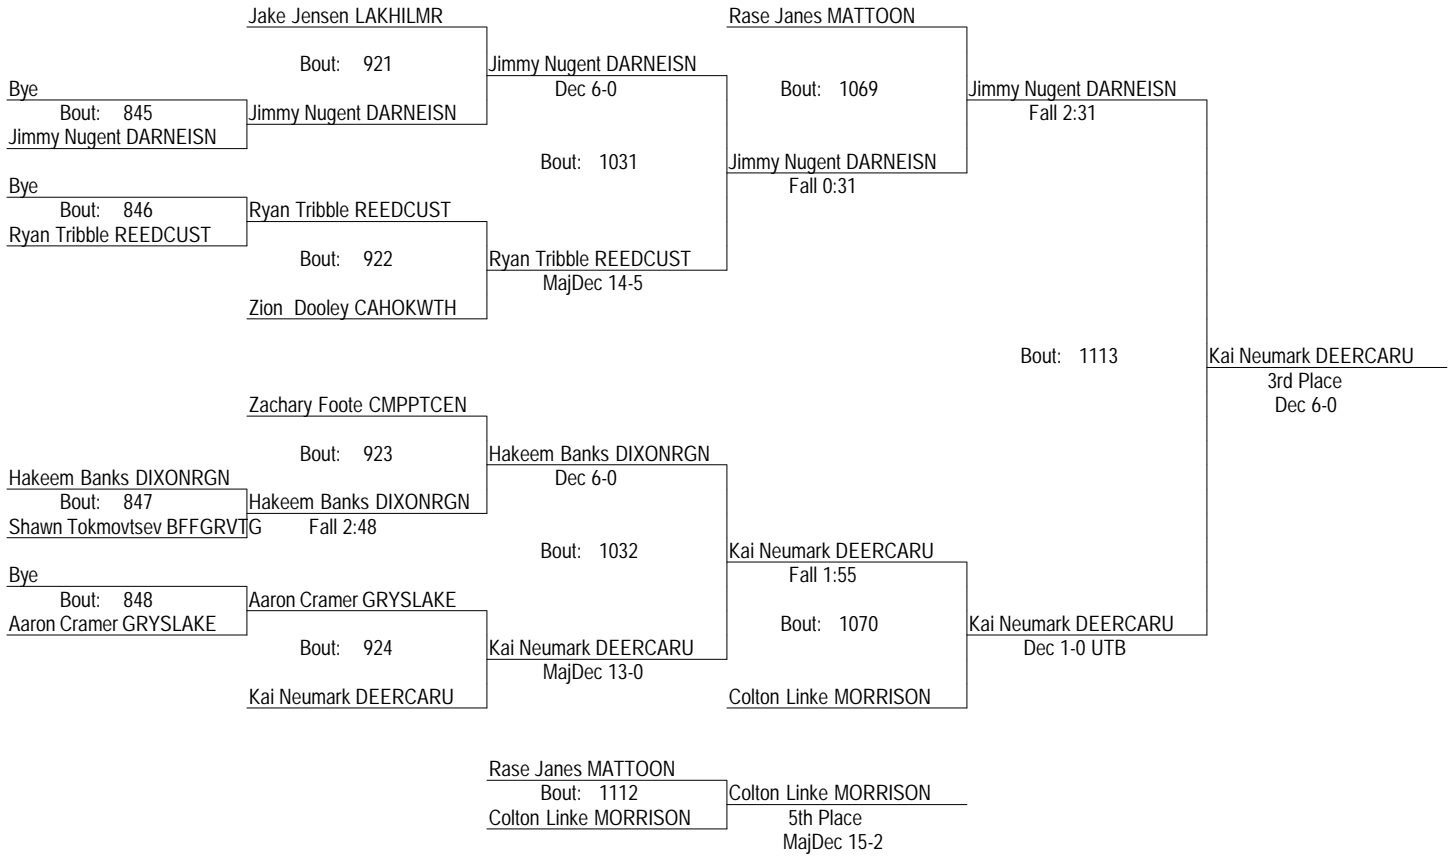 Jake Jensen LAKHILMR
Rase Janes MATTOON
Bout: 921
Jimmy Nugent DARNEISN
Dec 6-0
Bye
Bout: 845
Jimmy Nugent DARNEISN
Jimmy Nugent DARNEISN
Bout: 1069
Jimmy Nugent DARNEISN
Fall 2:31
Bout: 1031
Jimmy Nugent DARNEISN
Fall 0:31
Bye
Bout: 846
Ryan Tribble REEDCUST
Ryan Tribble REEDCUST
Bout: 922
Ryan Tribble REEDCUST
MajDec 14-5
Zion Dooley CAHOKWTH
Bout: 1113
Kai Neumark DEERCARU
3rd Place
Dec 6-0
Zachary Foote CMPPTCEN
Bout: 923
Hakeem Banks DIXONRGN
Dec 6-0
Hakeem Banks DIXONRGN
Bout: 847
Hakeem Banks DIXONRGN
Shawn Tokmovtsev BFFGRVTG
Fall 2:48
Bout: 1032
Kai Neumark DEERCARU
Fall 1:55
Bye
Bout: 848
Aaron Cramer GRYSLAKE
Aaron Cramer GRYSLAKE
Bout: 1070
Kai Neumark DEERCARU
Dec 1-0 UTB
Bout: 924
Kai Neumark DEERCARU
MajDec 13-0
Kai Neumark DEERCARU
Colton Linke MORRISON
Rase Janes MATTOON
Bout: 1112
Colton Linke MORRISON
Colton Linke MORRISON
5th Place
MajDec 15-2